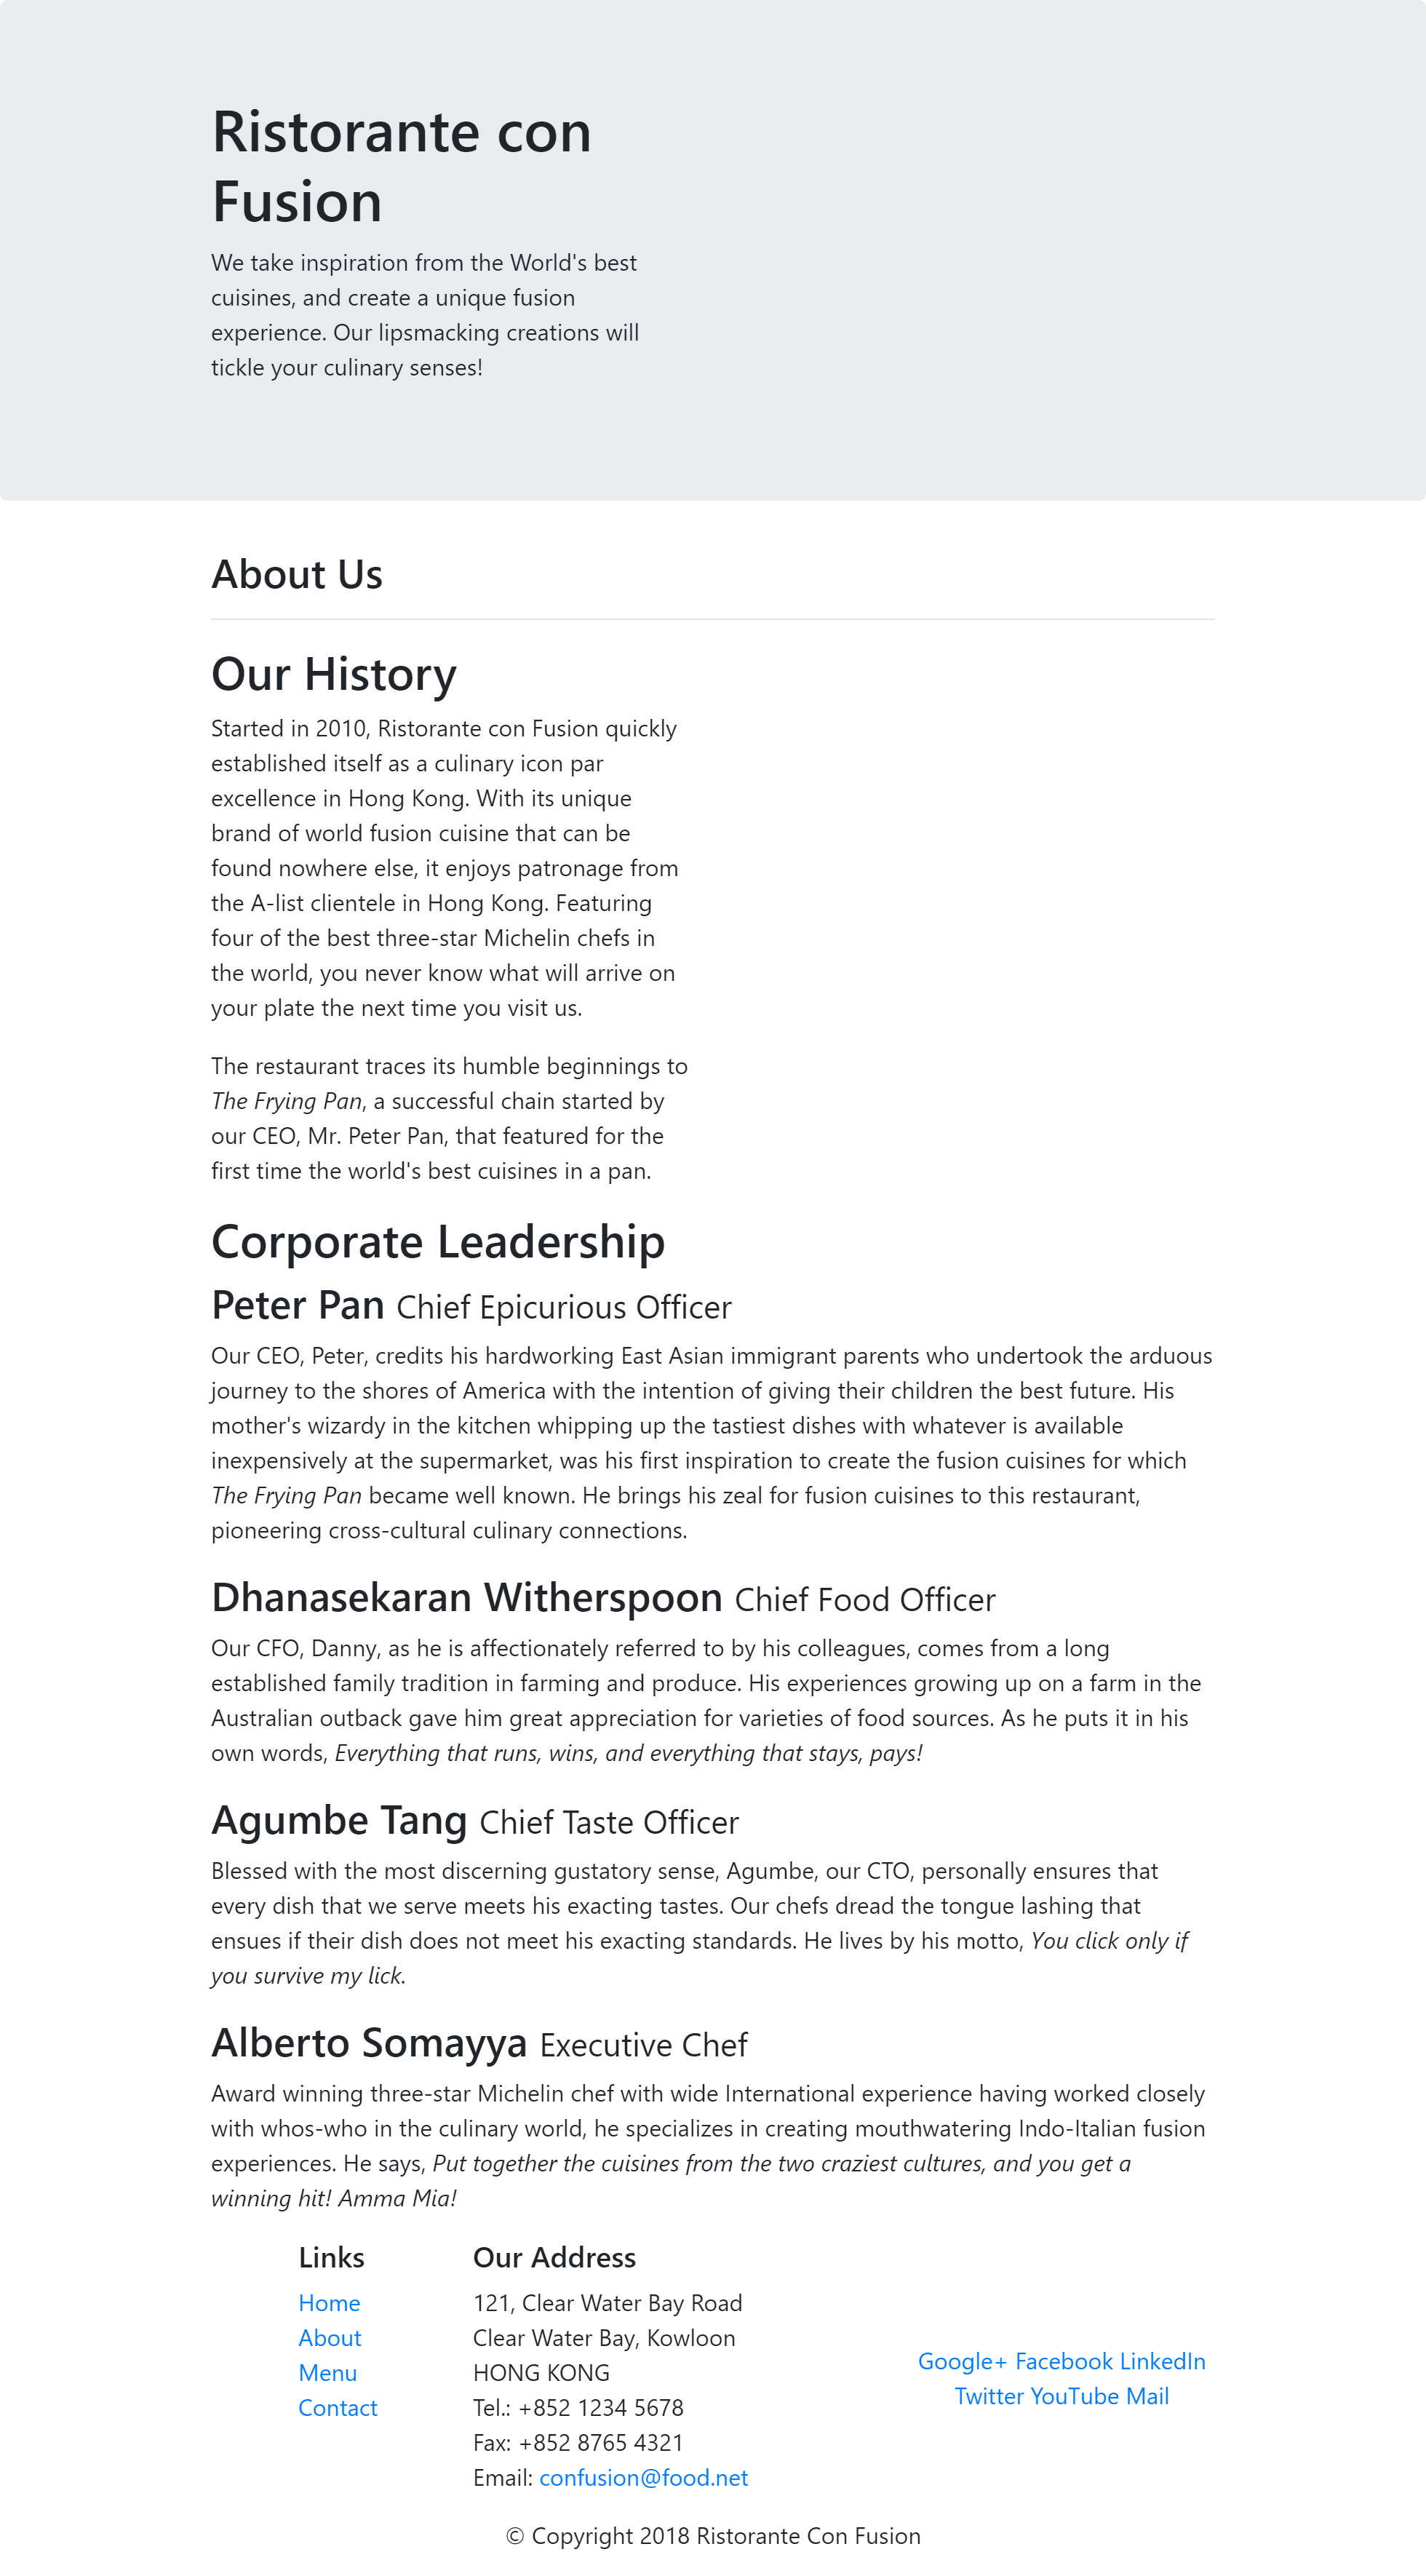 Ristorante con
Fusion
We take inspiration from the World's best
cuisines, and create a unique fusion
experience. Our lipsmacking creations will
tickle your culinary senses!
About Us
Our History
Started in 2010, Ristorante con Fusion quickly
established itself as a culinary icon par
excellence in Hong Kong. With its unique
brand of world fusion cuisine that can be
found nowhere else, it enjoys patronage from
the A-list clientele in Hong Kong. Featuring
four of the best three-star Michelin chefs in
the world, you never know what will arrive on
your plate the next time you visit us.
The restaurant traces its humble beginnings to
The Frying Pan, a successful chain started by
our CEO, Mr. Peter Pan, that featured for the
first time the world's best cuisines in a pan.
Corporate Leadership
Peter Pan Chief Epicurious Officer
Our CEO, Peter, credits his hardworking East Asian immigrant parents who undertook the arduous
journey to the shores of America with the intention of giving their children the best future. His
mother's wizardy in the kitchen whipping up the tastiest dishes with whatever is available
inexpensively at the supermarket, was his first inspiration to create the fusion cuisines for which
The Frying Pan became well known. He brings his zeal for fusion cuisines to this restaurant,
pioneering cross-cultural culinary connections.
Dhanasekaran Witherspoon Chief Food Officer
Our CFO, Danny, as he is affectionately referred to by his colleagues, comes from a long
established family tradition in farming and produce. His experiences growing up on a farm in the
Australian outback gave him great appreciation for varieties of food sources. As he puts it in his
own words, Everything that runs, wins, and everything that stays, pays!
Agumbe Tang Chief Taste Officer
Blessed with the most discerning gustatory sense, Agumbe, our CTO, personally ensures that
every dish that we serve meets his exacting tastes. Our chefs dread the tongue lashing that
ensues if their dish does not meet his exacting standards. He lives by his motto, You click only if
you survive my lick.
Alberto Somayya Executive Chef
Award winning three-star Michelin chef with wide International experience having worked closely
with whos-who in the culinary world, he specializes in creating mouthwatering Indo-Italian fusion
experiences. He says, Put together the cuisines from the two craziest cultures, and you get a
winning hit! Amma Mia!
Links
Home
About
Menu
Contact
Our Address
121, Clear Water Bay Road
Clear Water Bay, Kowloon
HONG KONG
Tel.: +852 1234 5678
Fax: +852 8765 4321
Email: confusion@food.net
Google+ Facebook LinkedIn
Twitter YouTube Mail
© Copyright 2018 Ristorante Con Fusion